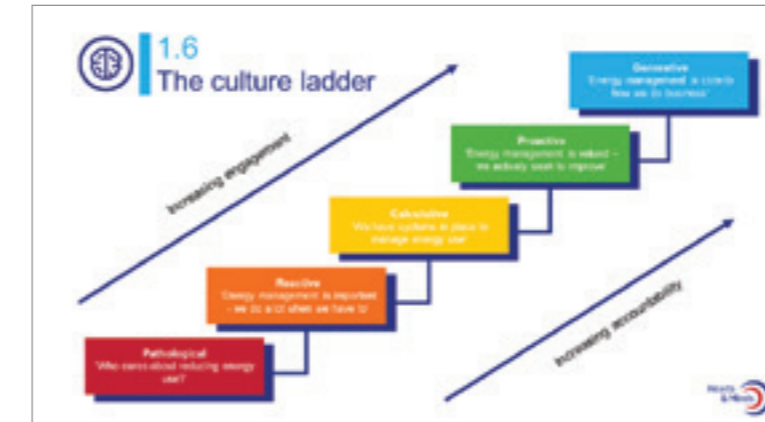 1.6
The culture ladder
Increasing engagement
Generative
'Energy management is
how we do business'
Proactive
'Energy management is valued –
we actively seek to improve'
Calculative
'We have systems in place to
manage energy use'
Reactive
'Energy management is important
- we do a lot when we have to'
Pathological
'Who cares about reducing energy
use?'
Increasing accountability
Hearts
& Minds